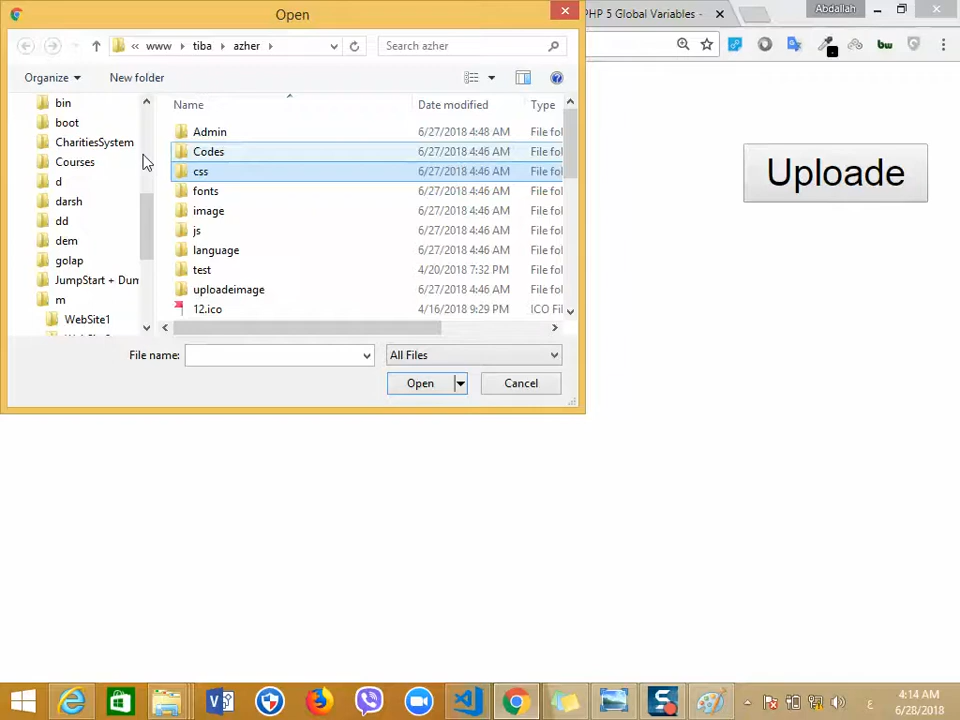 Open
PHP 5 Global Variables -
Abdallah
« www tiba azher
Search azher
Organize
New folder
bw
Name
Date modified
Type
bin
boot
CharitiesSystem
Courses
d
darsh
dd
dem
golap
JumpStart + Dum
m
WebSite1
Admin 6/27/2018 4:48 AM File fol
Codes 6/27/2018 4:46 AM File fol
css 6/27/2018 4:46 AM File fol
fonts 6/27/2018 4:46 AM File fol
image 6/27/2018 4:46 AM File fol
js 6/27/2018 4:46 AM File fol
language 6/27/2018 4:46 AM File fol
test 4/20/2018 7:32 PM File fol
uploadeimage 6/27/2018 4:46 AM File fol
12.ico 4/16/2018 9:29 PM ICO Fi
File name:
All Files
Open
Cancel
Uploade
ع
4:14 AM
6/28/2018